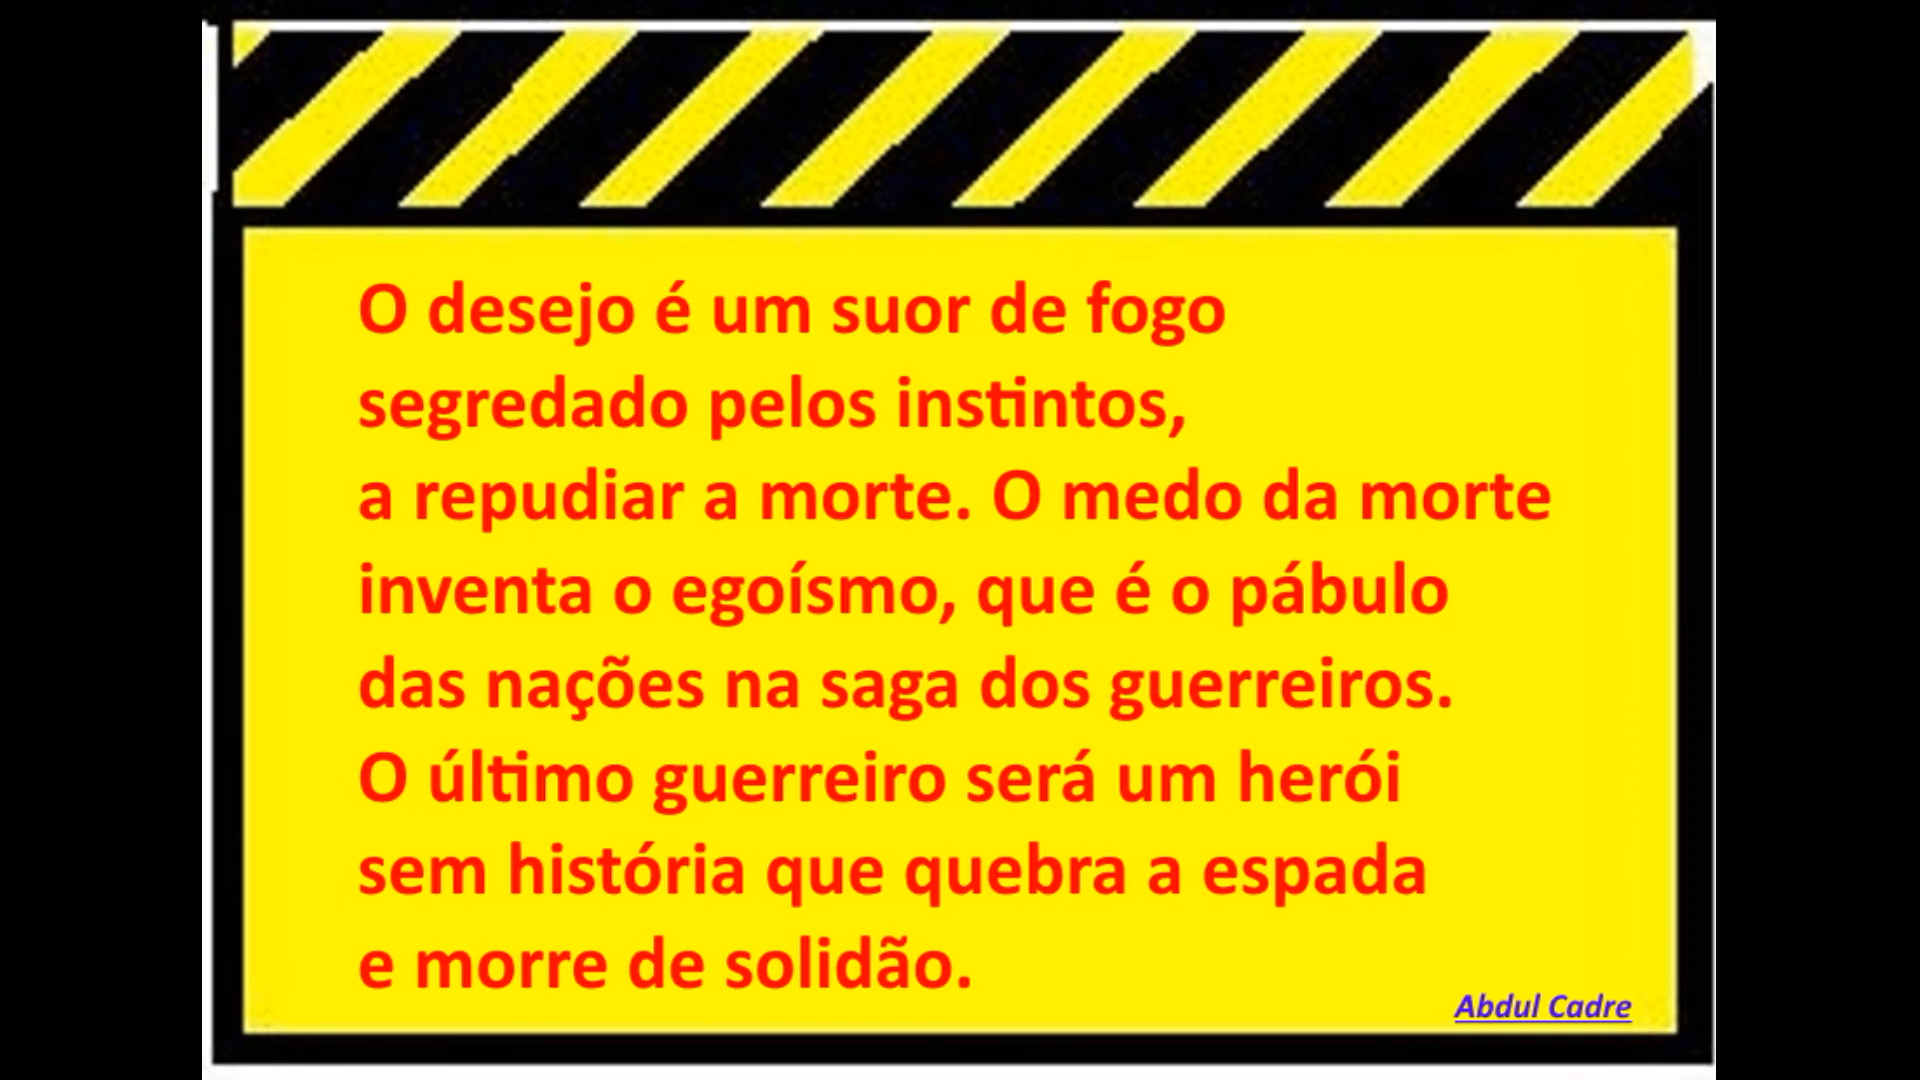 O desejo é um suor de fogo
segredado pelos instintos,
a repudiar a morte. O medo da morte
inventa o egoísmo, que é o pábulo
das nações na saga dos guerreiros.
O último guerreiro será um herói
sem história que quebra a espada
e morre de solidão.
Abdul Cadre